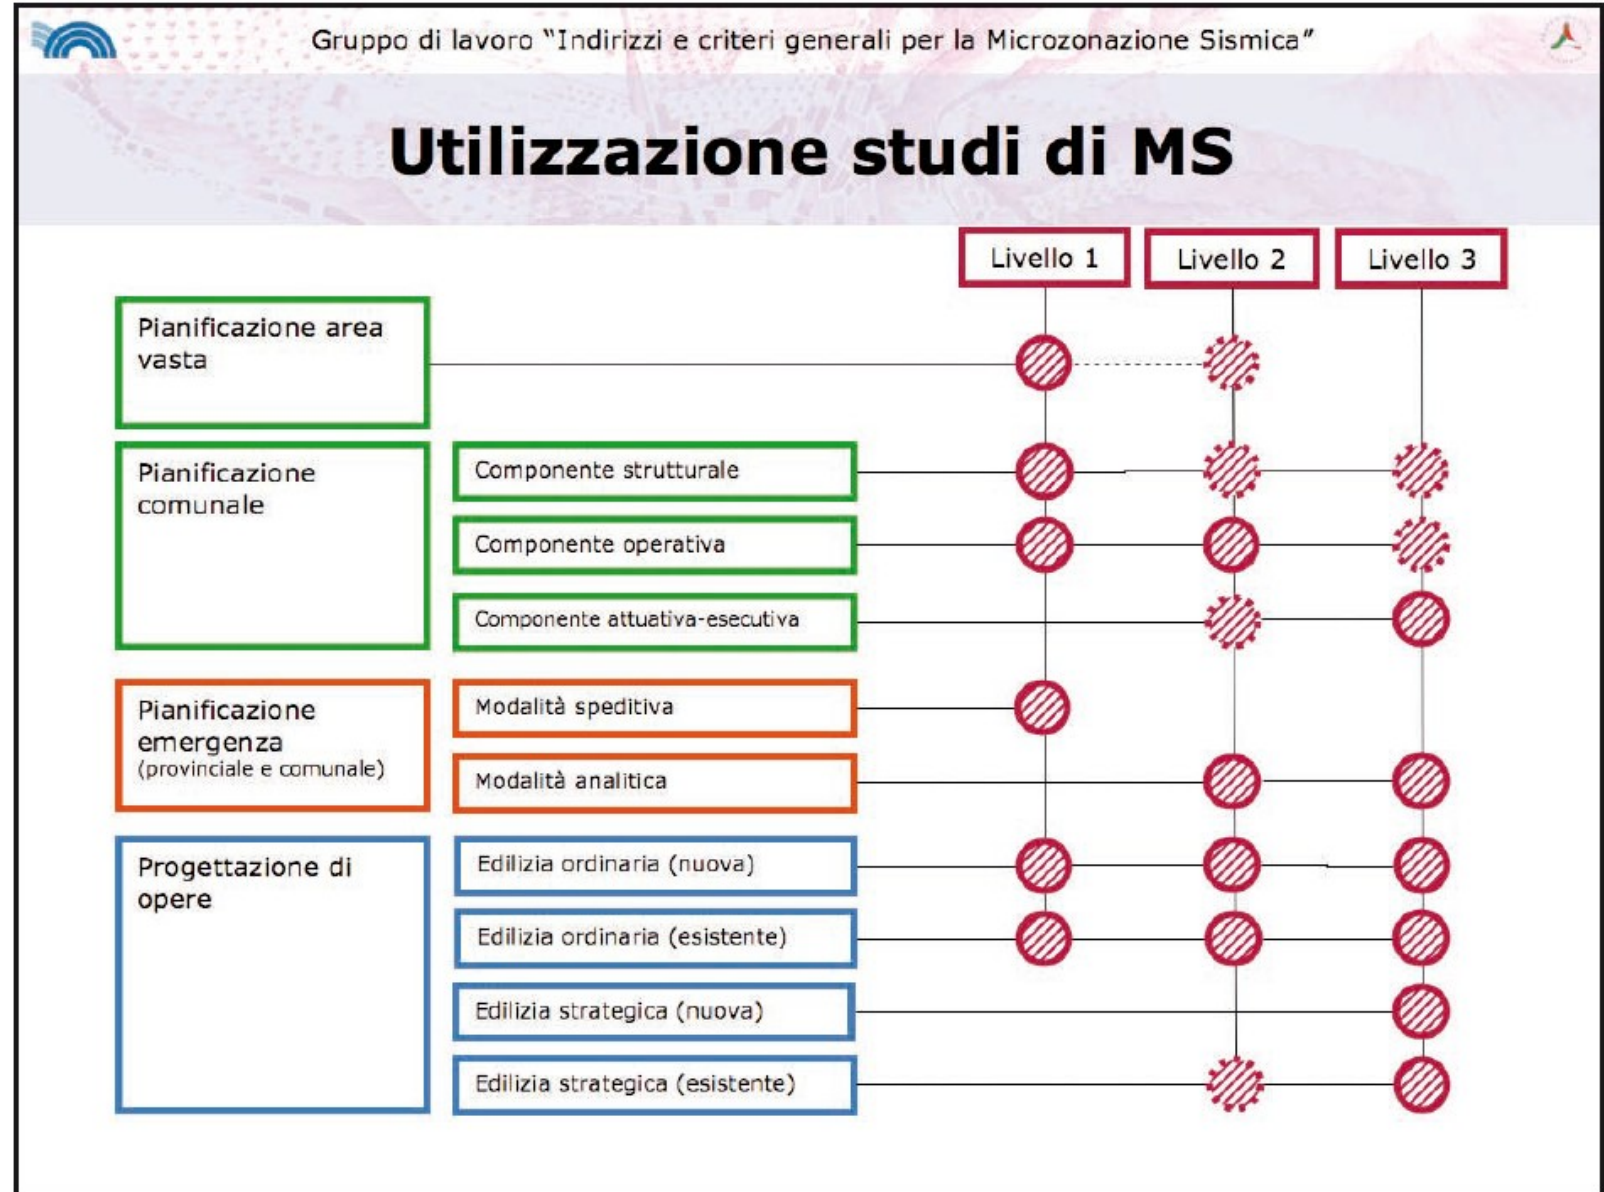 Gruppo di lavoro “Indirizzi e criteri generali per la Microzonazione Sismica”
Utilizzazione studi di MS
Livello 1
Livello 2
Livello 3
Pianificazione area
vasta
Pianificazione
comunale
Componente strutturale
Componente operativa
Componente attuativa-esecutiva
Pianificazione
emergenza
(provinciale e comunale)
Modalità speditiva
Modalità analitica
Progettazione di
opere
Edilizia ordinaria (nuova)
Edilizia ordinaria (esistente)
Edilizia strategica (nuova)
Edilizia strategica (esistente)